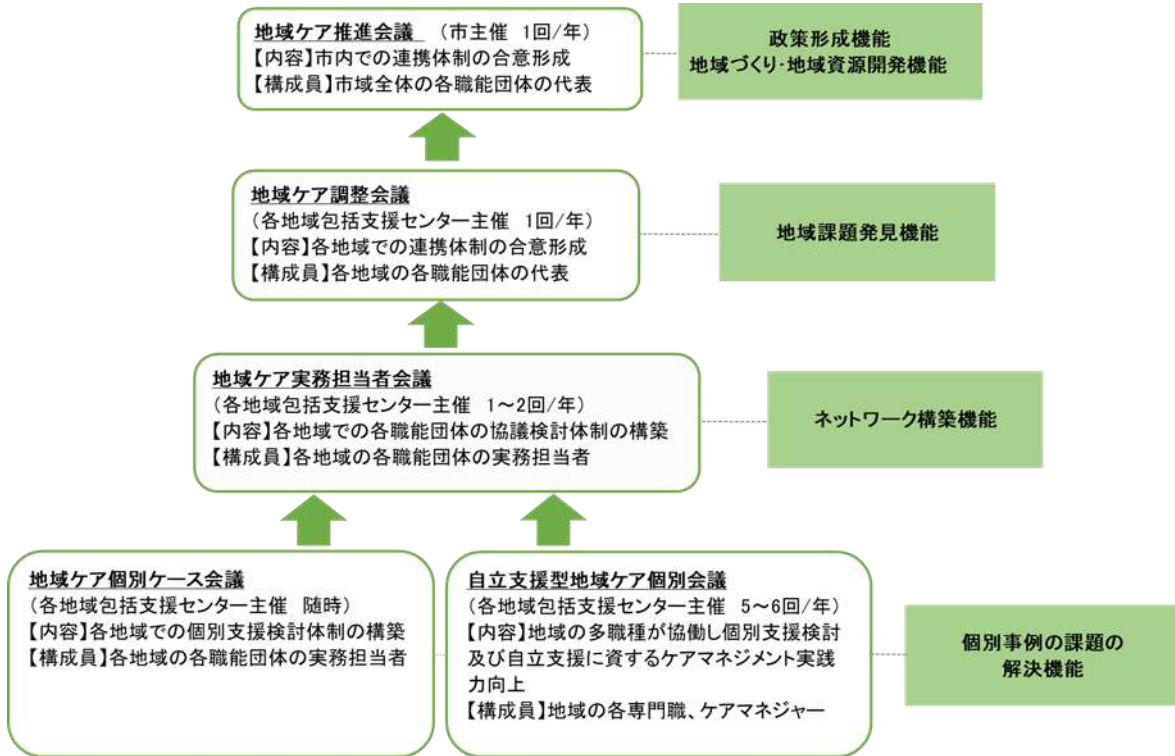 地域ケア推進会議　（市主催　1回/年）
【内容】市内での連携体制の合意形成
【構成員】市域全体の各職能団体の代表
政策形成機能
地域づくり・地域資源開発機能
地域ケア調整会議
（各地域包括支援センター主催　1回/年）
【内容】各地域での連携体制の合意形成
【構成員】各地域の各職能団体の代表
地域課題発見機能
地域ケア実務担当者会議
（各地域包括支援センター主催　1～2回/年）
【内容】各地域での各職能団体の協議検討体制の構築
【構成員】各地域の各職能団体の実務担当者
ネットワーク構築機能
地域ケア個別ケース会議
（各地域包括支援センター主催　随時）
【内容】各地域での個別支援検討体制の構築
【構成員】各地域の各職能団体の実務担当者
自立支援型地域ケア個別会議
（各地域包括支援センター主催　5～6回/年）
【内容】地域の多職種が協働し個別支援検討
及び自立支援に資するケアマネジメント実践
力向上
【構成員】地域の各専門職、ケアマネジャー
個別事例の課題の
解決機能